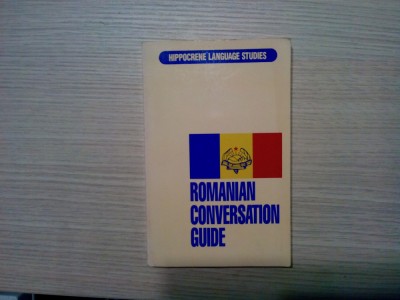 HIPPOCRENE LANGUAGE STUDIES
ROMANIAN
CONVERSATION
GUIDE